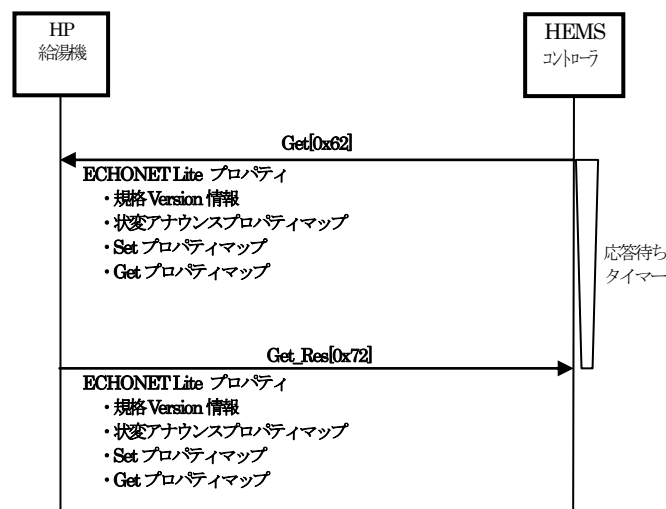 HP
給湯機
HEMS
コントローラ
Get[0x62]
ECHONET Lite プロパティ
・規格 Version 情報
・状変アナウンスプロパティマップ
・Set プロパティマップ
・Get プロパティマップ
応答待ち
タイマー
Get_Res[0x72]
ECHONET Lite プロパティ
・規格 Version 情報
・状変アナウンスプロパティマップ
・Set プロパティマップ
・Get プロパティマップ